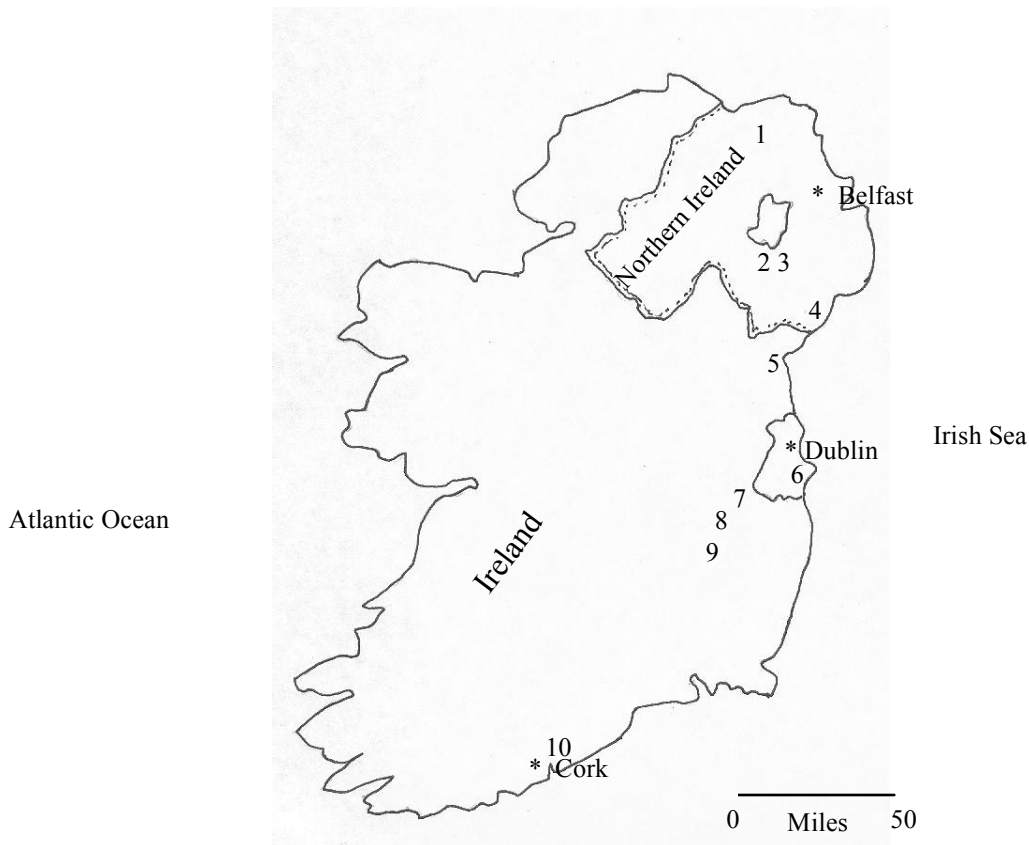 1
Northern Ireland
* Belfast
2 3
4
5
Irish Sea
* Dublin
6
7
Atlantic Ocean
8
Ireland
9
10
* Cork
0 Miles 50